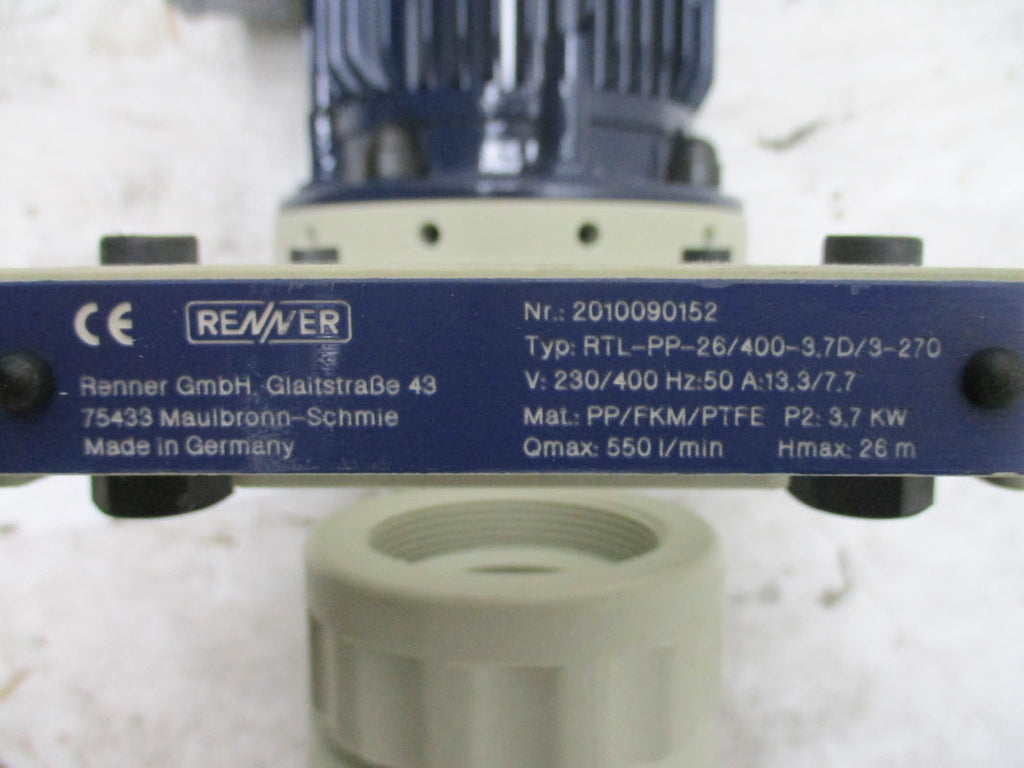 CE RENNER
Renner GmbH, Glaitstraße 43
75433 Maulbronn-Schmie
Made in Germany
Nr.: 2010090152
Typ: RTL-PP-26/400-3.7D/3-270
V: 230/400 Hz:50 A:13.3/7.7
Mat.: PP/FKM/PTFE P2: 3.7 KW
Qmax: 550 l/min Hmax: 26 m